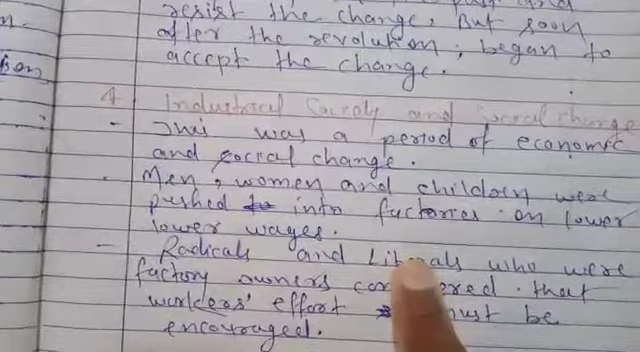 resist the change, But soon
after the revolution, began to
accept the change.
4 Industrial Society and social change
- This was a period of economic
and social change.
- Men, women and children were
pushed into factories on lower
lower wages.
- Radicals and Liberals who were
factory owners that
workers' effort must be
encouraged.